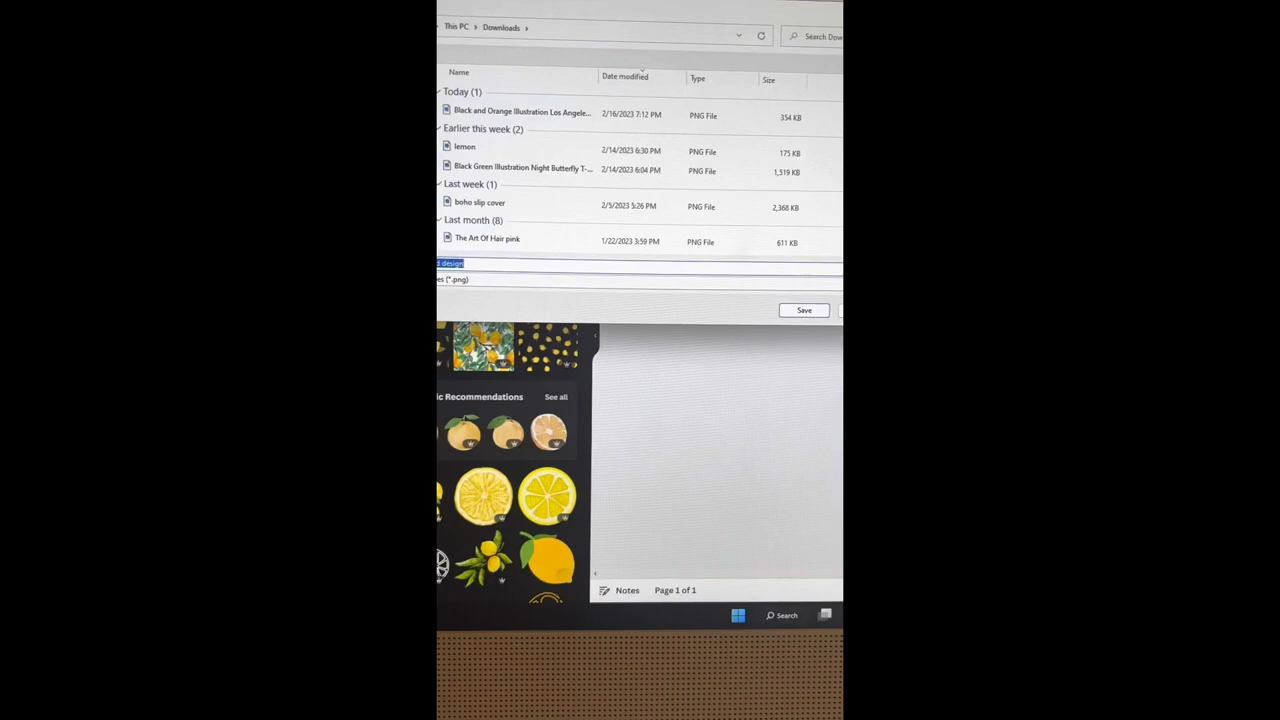 This PC > Downloads >
Search Dow
Name Date modified Type Size
Today (1)
Black and Orange Illustration Los Angele... 2/16/2023 7:12 PM PNG File 354 KB
Earlier this week (2)
lemon 2/14/2023 6:30 PM PNG File 175 KB
Black Green Illustration Night Butterfly T-... 2/14/2023 6:04 PM PNG File 1,519 KB
Last week (1)
boho slip cover 2/5/2023 5:26 PM PNG File 2,368 KB
Last month (8)
The Art Of Hair pink 1/22/2023 3:59 PM PNG File 611 KB
d design
es (*.png)
Save
ic Recommendations See all
Notes Page 1 of 1
Search